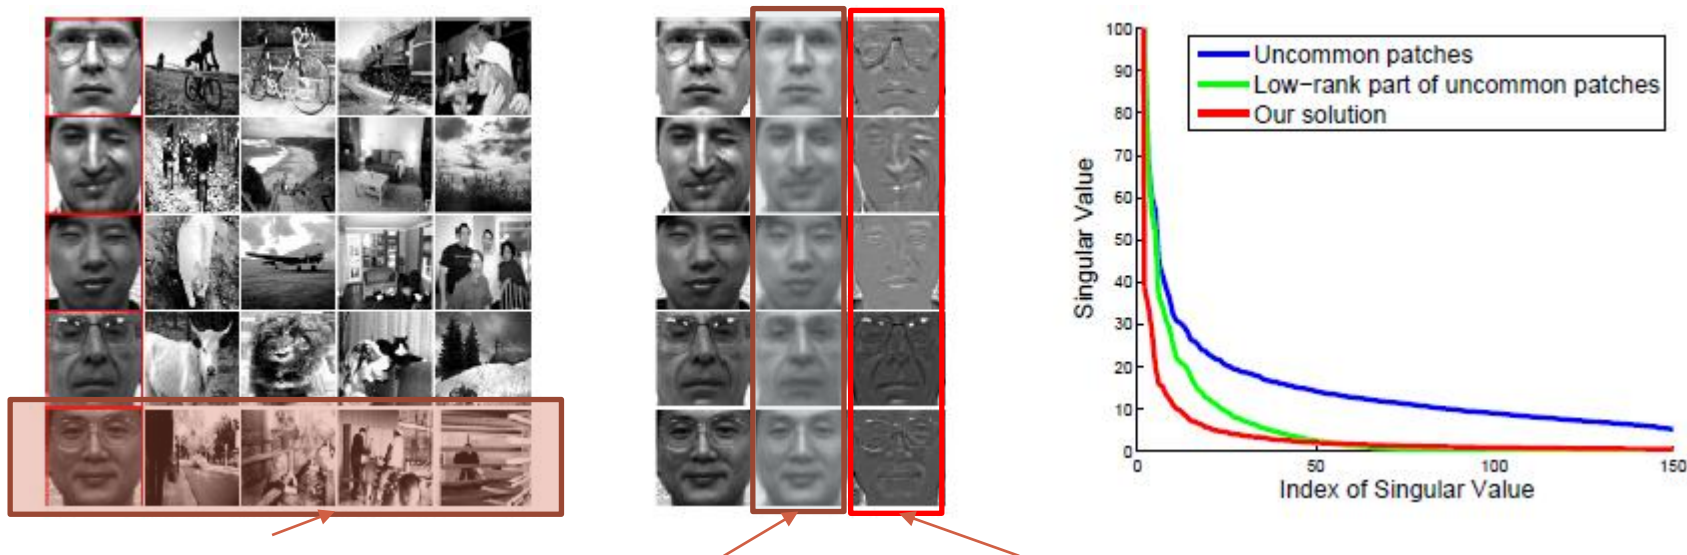 100
90
80
70
60
50
40
30
20
10
0
Singular Value
Uncommon patches
Low-rank part of uncommon patches
Our solution
0 50 100 150
Index of Singular Value